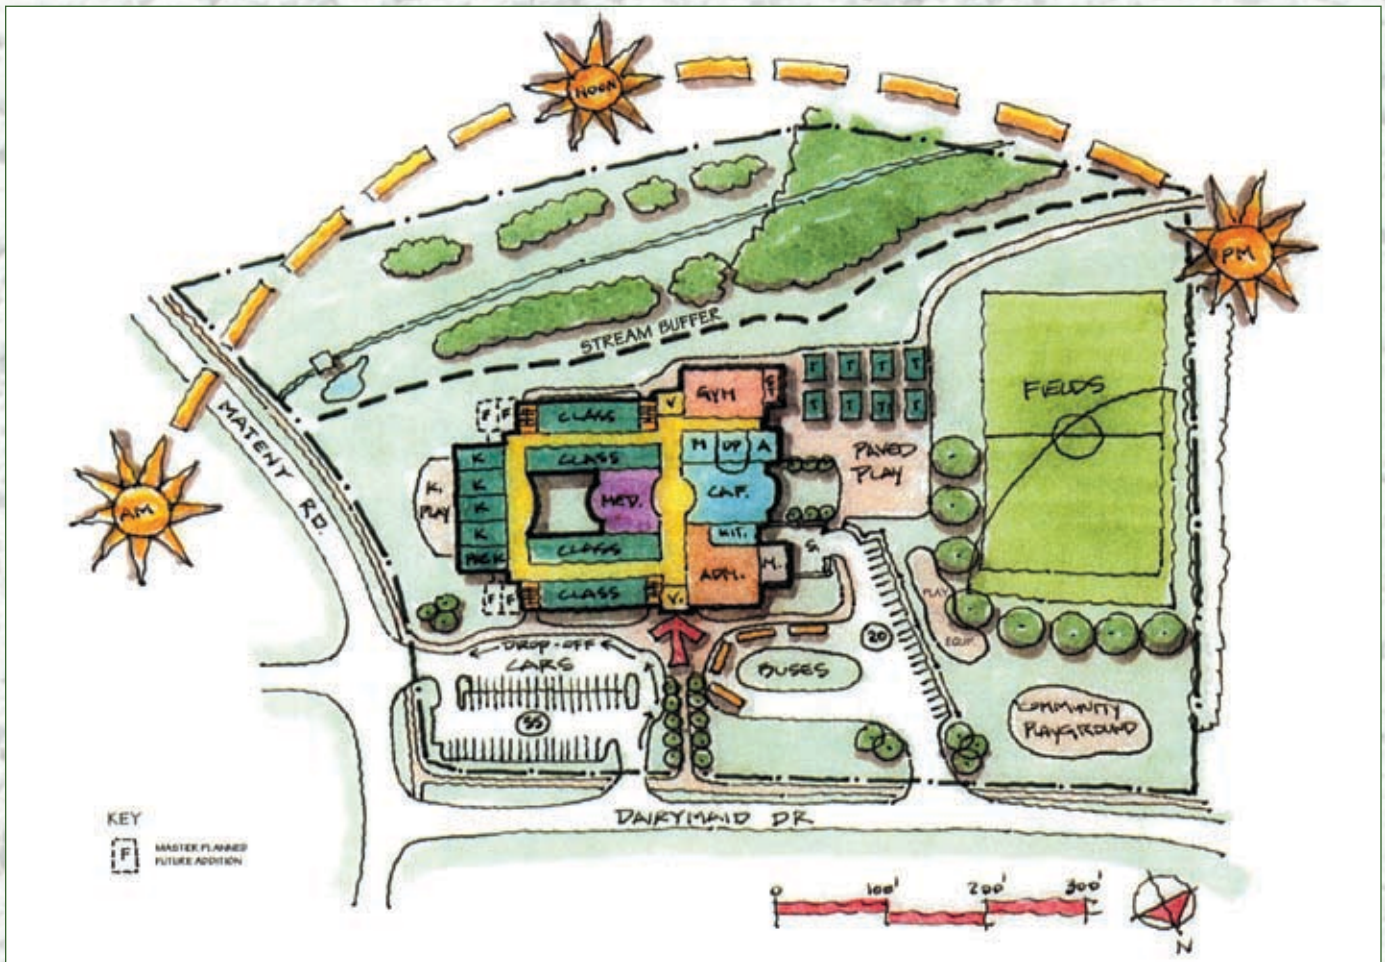 NOON
PM
AM
STREAM BUFFER
MATENY RD.
GYM
ST
T T T T
T T T T
FIELDS
F F
CLASS
V
K
CLASS
M
A
PAVED
PLAY
K.
PLAY
K
MED.
CAF.
K
K
CLASS
KIT.
PRE K
ADM.
M.
S.
F F
CLASS
V.
PLAY
EQUIP.
20
DROP-OFF
CARS
BUSES
55
COMMUNITY
PLAYGROUND
DAIRYMAID DR
KEY
F
MASTER PLANNED
FUTURE ADDITION
0 100' 200' 300'
N